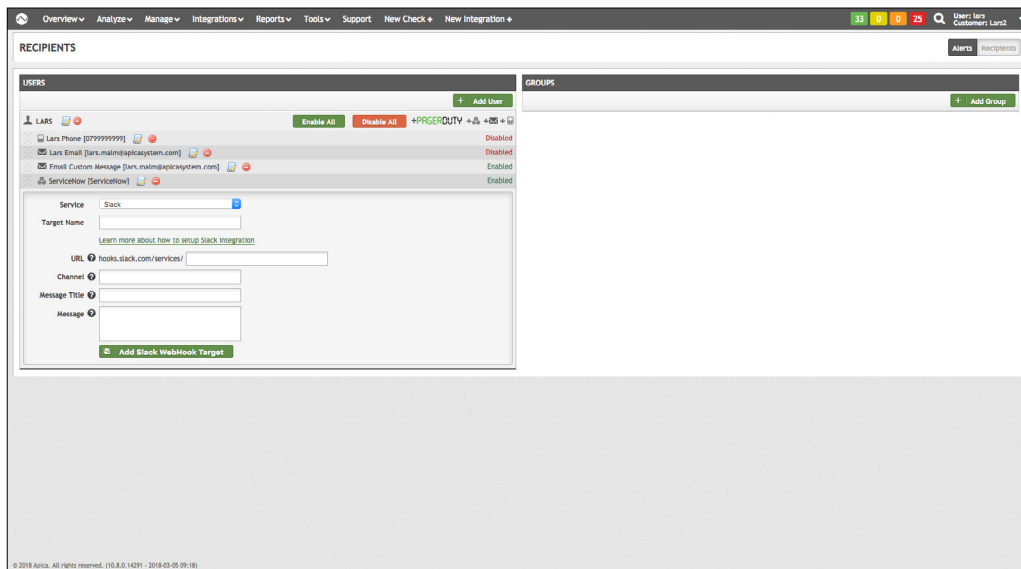 Overview Analyze Manage Integrations Reports Tools Support New Check + New Integration + 33 0 0 25 User: lars
Customer: Lars2
RECIPIENTS Alerts Recipients
USERS GROUPS
+ Add User + Add Group
LARS Enable All Disable All +PAGERDUTY + + +
Lars Phone [0799999999] Disabled
Lars Email [lars.malm@apicasystem.com] Disabled
Email Custom Message [lars.malm@apicasystem.com] Enabled
ServiceNow [ServiceNow] Enabled
Service Slack
Target Name
Learn more about how to setup Slack integration
URL ? hooks.slack.com/services/
Channel ?
Message Title ?
Message ?
Add Slack WebHook Target
© 2018 Apica. All rights reserved. (10.8.0.14291 - 2018-03-05 09:18)